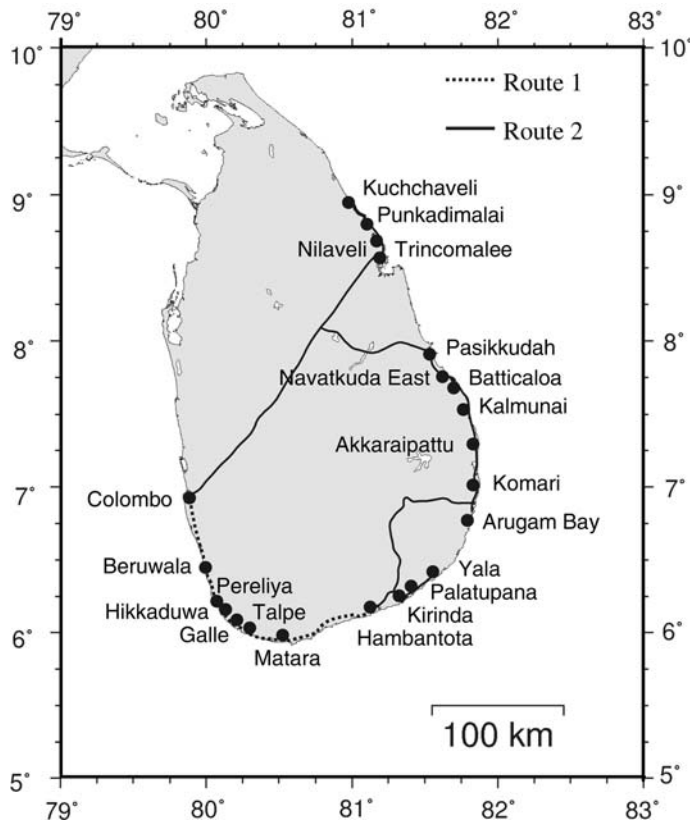 79° 80° 81° 82° 83°
10° 10°
Route 1
Route 2
9° 9°
Kuchchaveli
Punkadimalai
Nilaveli Trincomalee
8° 8°
Pasikkudah
Navatkuda East Batticaloa
Kalmunai
Akkaraipattu
7° 7°
Colombo Komari
Arugam Bay
Beruwala Yala
Pereliya Palatupana
Hikkaduwa Talpe Kirinda
6° 6°
Galle Hambantota
Matara
100 km
5° 5°
79° 80° 81° 82° 83°